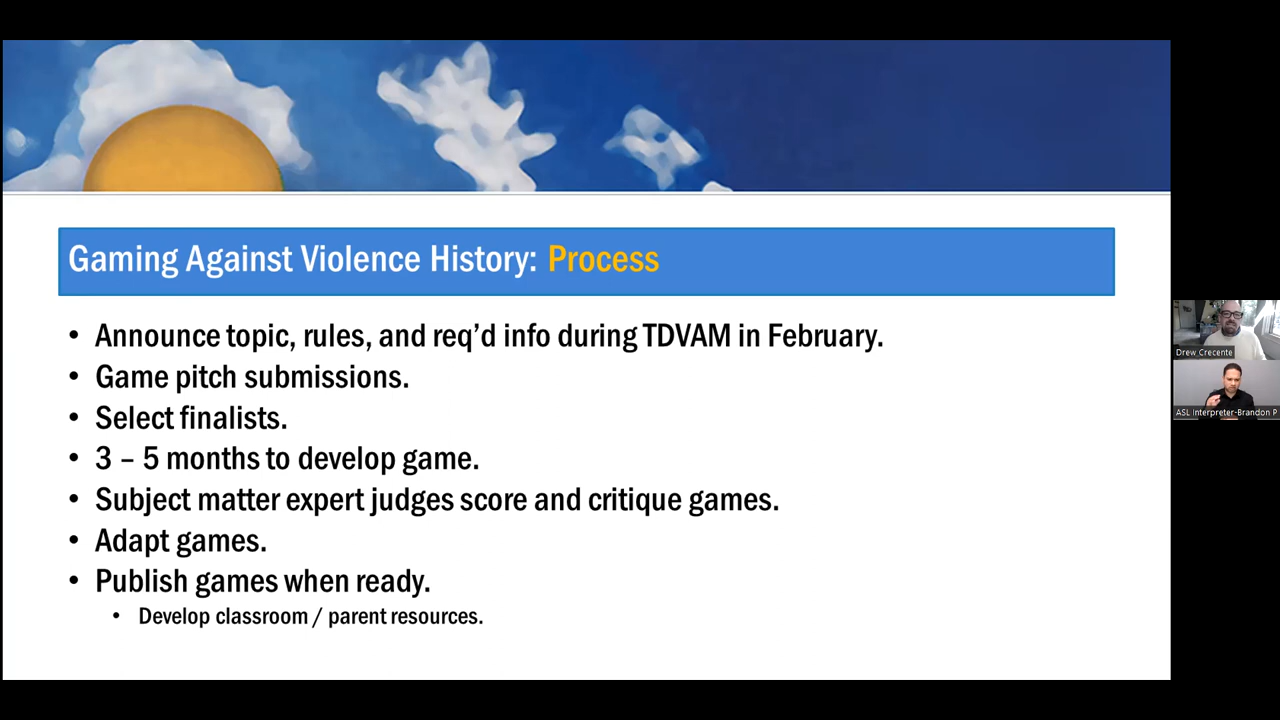 Gaming Against Violence History: Process
• Announce topic, rules, and req’d info during TDVAM in February.
• Game pitch submissions.
• Select finalists.
• 3 – 5 months to develop game.
• Subject matter expert judges score and critique games.
• Adapt games.
• Publish games when ready.
• Develop classroom / parent resources.
Drew Crecente
ASL Interpreter-Brandon P